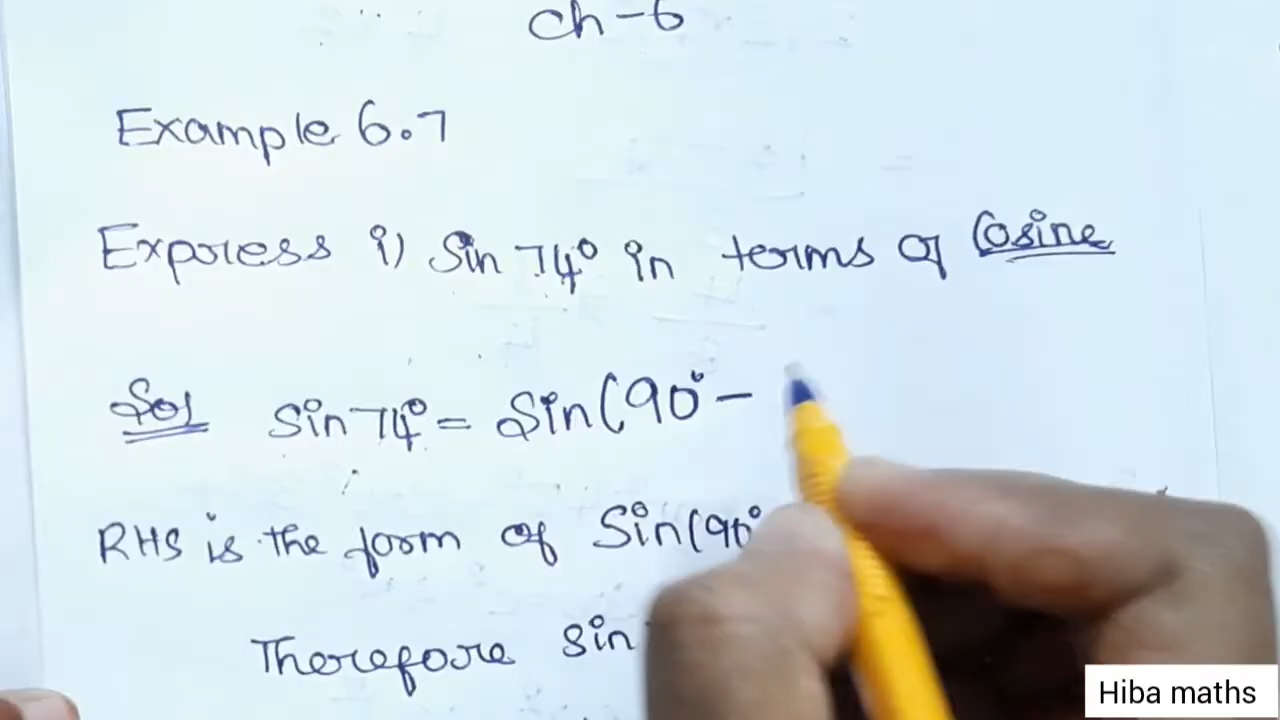 Ch - 6
Example 6.7
Express i) Sin 74° in terms of Cosine
Sol Sin 74° = Sin(90° -
RHS is the form of Sin(90°
Therefore Sin
Hiba maths